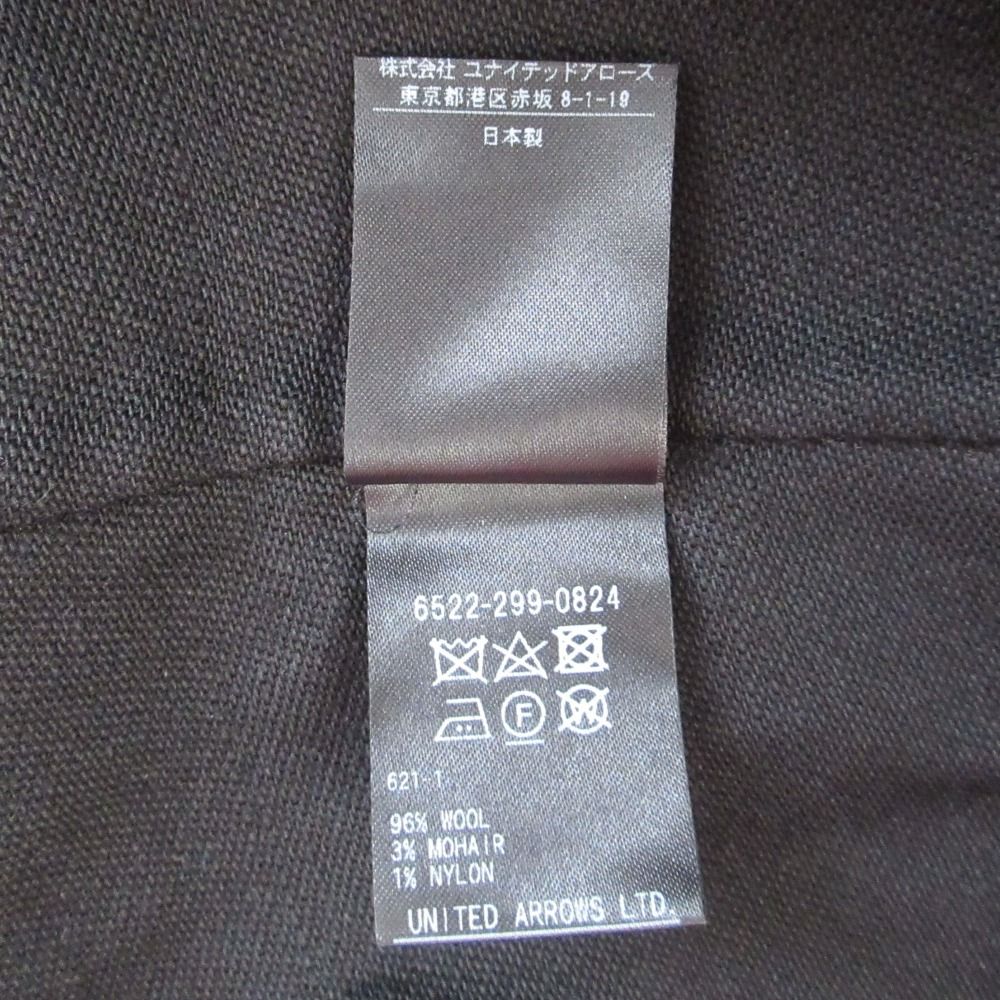 株式会社 ユナイテッドアローズ
東京都港区赤坂 8-1-19
日本製
6522-299-0824
F W
621-1
96% WOOL
3% MOHAIR
1% NYLON
UNITED ARROWS LTD.